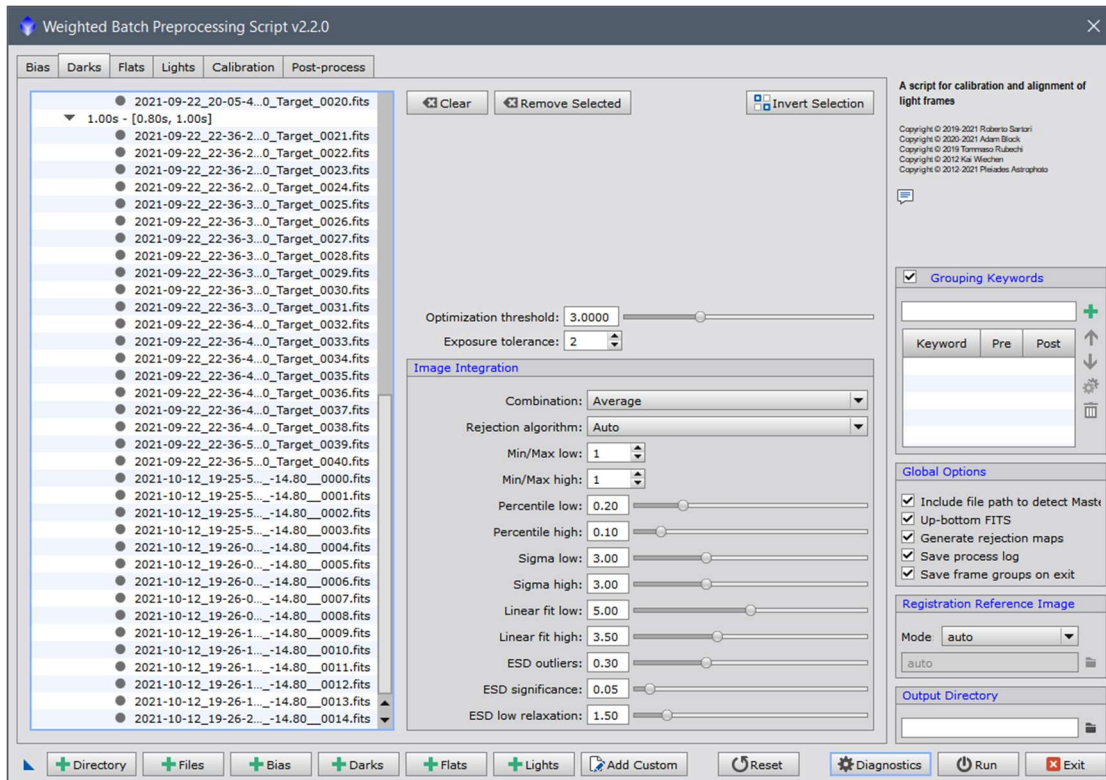 Weighted Batch Preprocessing Script v2.2.0
Bias Darks Flats Lights Calibration Post-process
2021-09-22_20-05-4...0_Target_0020.fits
1.00s - [0.80s, 1.00s]
2021-09-22_22-36-2...0_Target_0021.fits
2021-09-22_22-36-2...0_Target_0022.fits
2021-09-22_22-36-2...0_Target_0023.fits
2021-09-22_22-36-2...0_Target_0024.fits
2021-09-22_22-36-3...0_Target_0025.fits
2021-09-22_22-36-3...0_Target_0026.fits
2021-09-22_22-36-3...0_Target_0027.fits
2021-09-22_22-36-3...0_Target_0028.fits
2021-09-22_22-36-3...0_Target_0029.fits
2021-09-22_22-36-3...0_Target_0030.fits
2021-09-22_22-36-3...0_Target_0031.fits
2021-09-22_22-36-4...0_Target_0032.fits
2021-09-22_22-36-4...0_Target_0033.fits
2021-09-22_22-36-4...0_Target_0034.fits
2021-09-22_22-36-4...0_Target_0035.fits
2021-09-22_22-36-4...0_Target_0036.fits
2021-09-22_22-36-4...0_Target_0037.fits
2021-09-22_22-36-4...0_Target_0038.fits
2021-09-22_22-36-5...0_Target_0039.fits
2021-09-22_22-36-5...0_Target_0040.fits
2021-10-12_19-25-5..._-14.80__0000.fits
2021-10-12_19-25-5..._-14.80__0001.fits
2021-10-12_19-25-5..._-14.80__0002.fits
2021-10-12_19-25-5..._-14.80__0003.fits
2021-10-12_19-26-0..._-14.80__0004.fits
2021-10-12_19-26-0..._-14.80__0005.fits
2021-10-12_19-26-0..._-14.80__0006.fits
2021-10-12_19-26-0..._-14.80__0007.fits
2021-10-12_19-26-0..._-14.80__0008.fits
2021-10-12_19-26-1..._-14.80__0009.fits
2021-10-12_19-26-1..._-14.80__0010.fits
2021-10-12_19-26-1..._-14.80__0011.fits
2021-10-12_19-26-1..._-14.80__0012.fits
2021-10-12_19-26-1..._-14.80__0013.fits
2021-10-12_19-26-2..._-14.80__0014.fits
Clear Remove Selected Invert Selection
Optimization threshold: 3.0000
Exposure tolerance: 2
Image Integration
Combination: Average
Rejection algorithm: Auto
Min/Max low: 1
Min/Max high: 1
Percentile low: 0.20
Percentile high: 0.10
Sigma low: 3.00
Sigma high: 3.00
Linear fit low: 5.00
Linear fit high: 3.50
ESD outliers: 0.30
ESD significance: 0.05
ESD low relaxation: 1.50
A script for calibration and alignment of
light frames
Copyright © 2019-2021 Roberto Sartori
Copyright © 2020-2021 Adam Block
Copyright © 2019 Tommaso Rubechi
Copyright © 2012 Kai Wiechen
Copyright © 2012-2021 Pleiades Astrophoto
Grouping Keywords
Keyword Pre Post
Global Options
Include file path to detect Maste
Up-bottom FITS
Generate rejection maps
Save process log
Save frame groups on exit
Registration Reference Image
Mode: auto
auto
Output Directory
Directory Files Bias Darks Flats Lights Add Custom Reset Diagnostics Run Exit